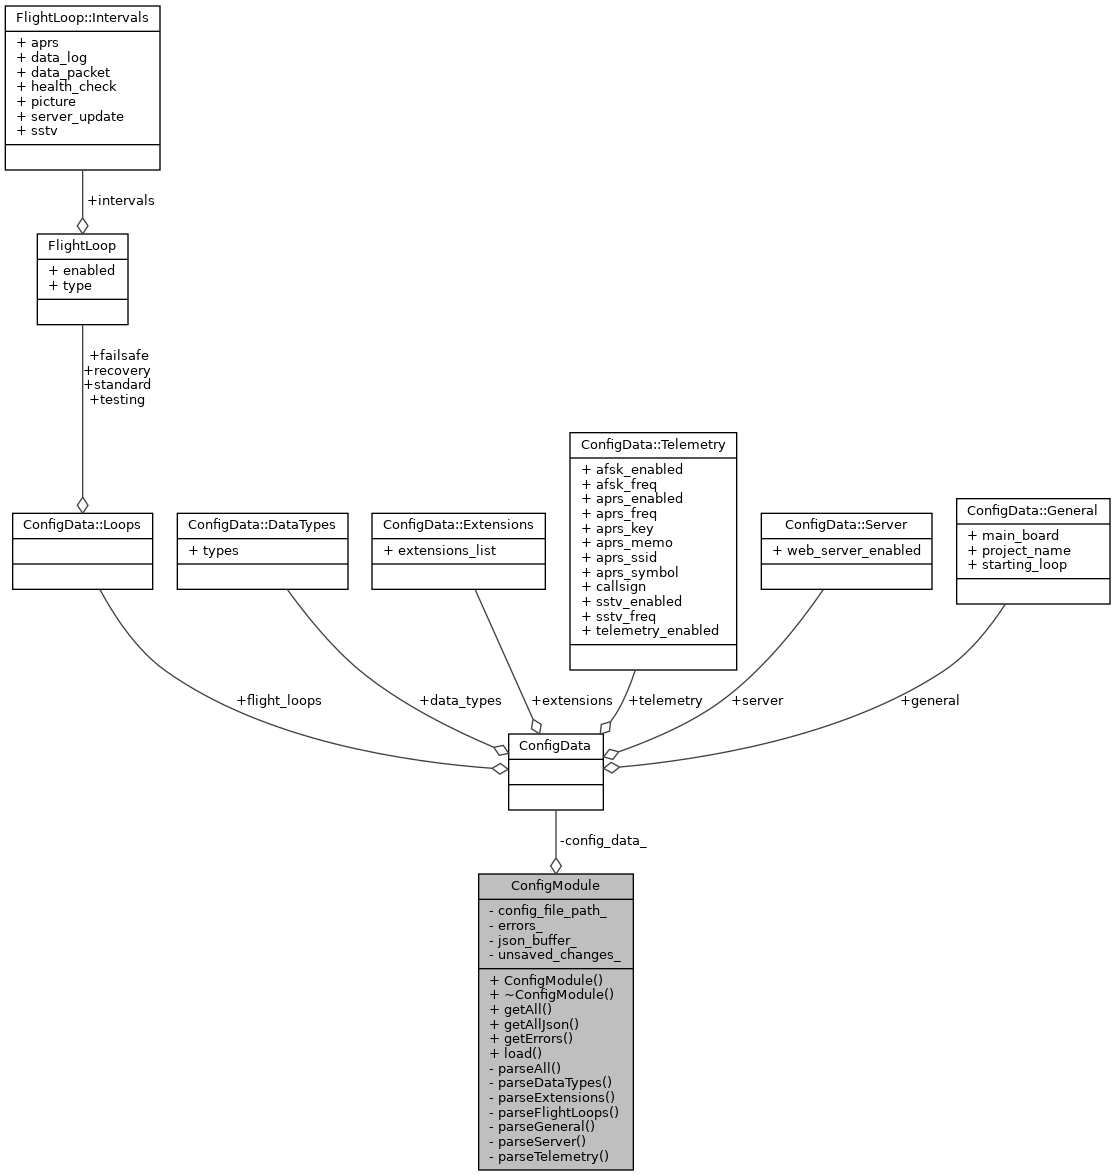 FlightLoop::Intervals
+ aprs
+ data_log
+ data_packet
+ health_check
+ picture
+ server_update
+ sstv
+intervals
FlightLoop
+ enabled
+ type
+failsafe
+recovery
+standard
+testing
ConfigData::Loops
ConfigData::DataTypes
+ types
ConfigData::Extensions
+ extensions_list
ConfigData::Telemetry
+ afsk_enabled
+ afsk_freq
+ aprs_enabled
+ aprs_freq
+ aprs_key
+ aprs_memo
+ aprs_ssid
+ aprs_symbol
+ callsign
+ sstv_enabled
+ sstv_freq
+ telemetry_enabled
ConfigData::Server
+ web_server_enabled
ConfigData::General
+ main_board
+ project_name
+ starting_loop
+flight_loops
+data_types
+extensions
+telemetry
+server
+general
ConfigData
-config_data_
ConfigModule
- config_file_path_
- errors_
- json_buffer_
- unsaved_changes_
+ ConfigModule()
+ ~ConfigModule()
+ getAll()
+ getAllJson()
+ getErrors()
+ load()
- parseAll()
- parseDataTypes()
- parseExtensions()
- parseFlightLoops()
- parseGeneral()
- parseServer()
- parseTelemetry()